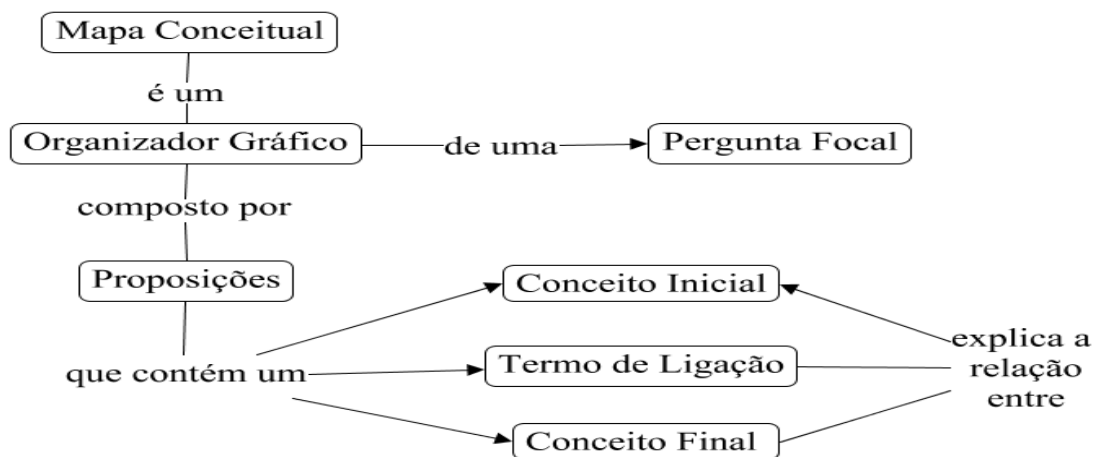 Mapa Conceitual
é um
Organizador Gráfico
de uma
Pergunta Focal
composto por
Proposições
que contém um
Conceito Inicial
Termo de Ligação
Conceito Final
explica a
relação
entre